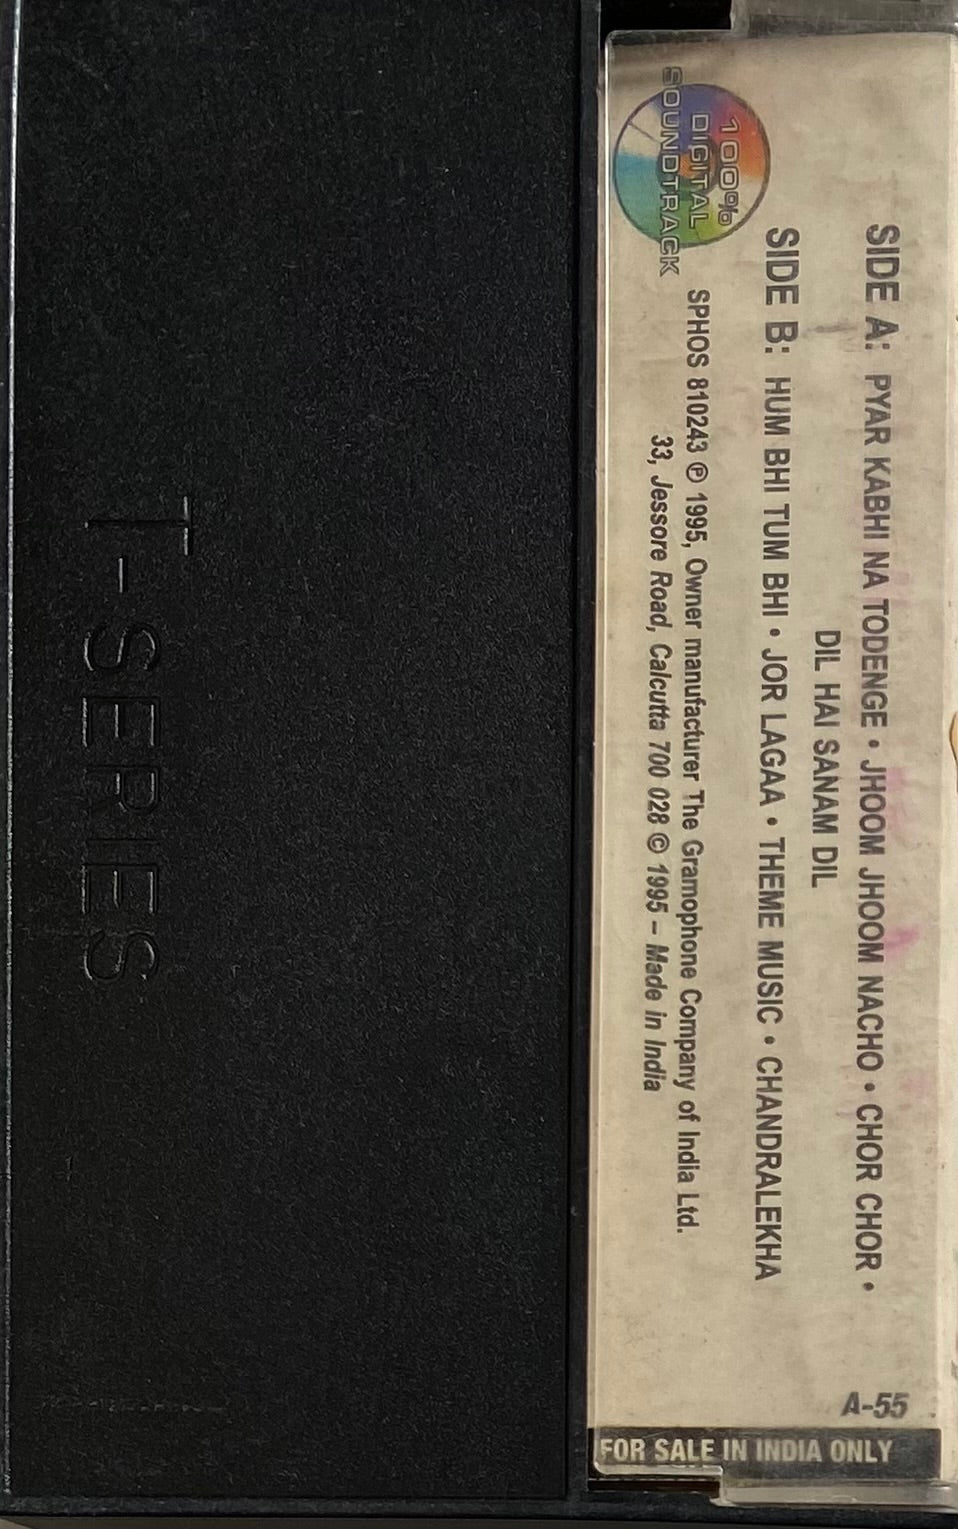 SIDE A: PYAR KABHI NA TODENGE • JHOOM JHOOM NACHO • CHOR CHOR •
DIL HAI SANAM DIL
SIDE B: HUM BHI TUM BHI • JOR LAGAA • THEME MUSIC • CHANDRALEKHA
100%
DIGITAL
SOUNDTRACK
SPHOS 810243 ℗ 1995, Owner manufacturer The Gramophone Company of India Ltd.
33, Jessore Road, Calcutta 700 028 © 1995 – Made in India
A-55
FOR SALE IN INDIA ONLY
T-SERIES